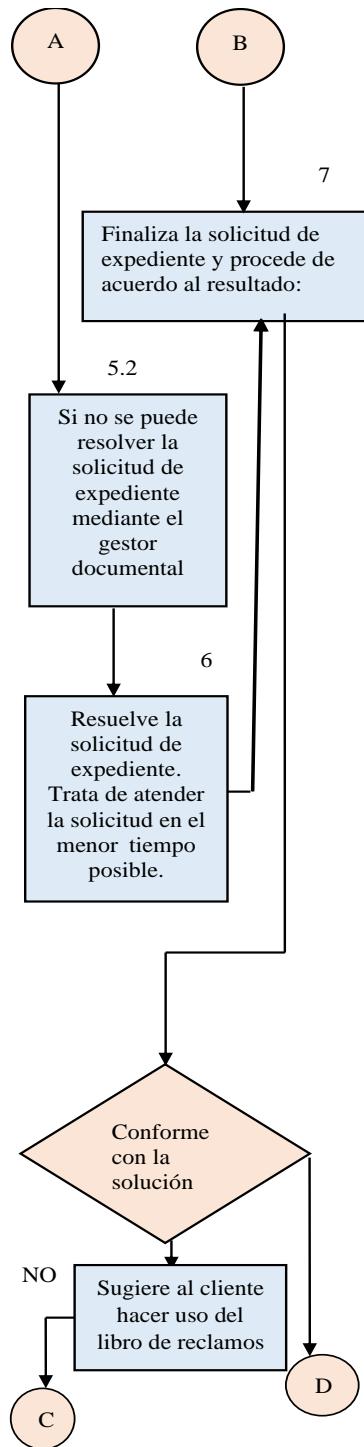 A
B
7
Finaliza la solicitud de
expediente y procede de
acuerdo al resultado:
5.2
Si no se puede
resolver la
solicitud de
expediente
mediante el
gestor
documental
6
Resuelve la
solicitud de
expediente.
Trata de atender
la solicitud en el
menor tiempo
posible.
Conforme
con la
solución
NO
Sugiere al cliente
hacer uso del
libro de reclamos
C
D